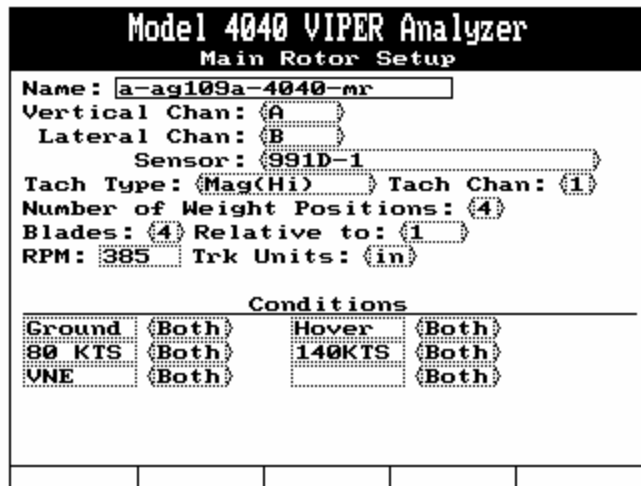 Model 4040 VIPER Analyzer
Main Rotor Setup
Name: a-ag109a-4040-mr
Vertical Chan: A
Lateral Chan: B
Sensor: 991D-1
Tach Type: Mag(Hi) Tach Chan: 1
Number of Weight Positions: 4
Blades: 4 Relative to: 1
RPM: 385 Trk Units: in
Conditions
Ground Both Hover Both
80 KTS Both 140KTS Both
VNE Both Both